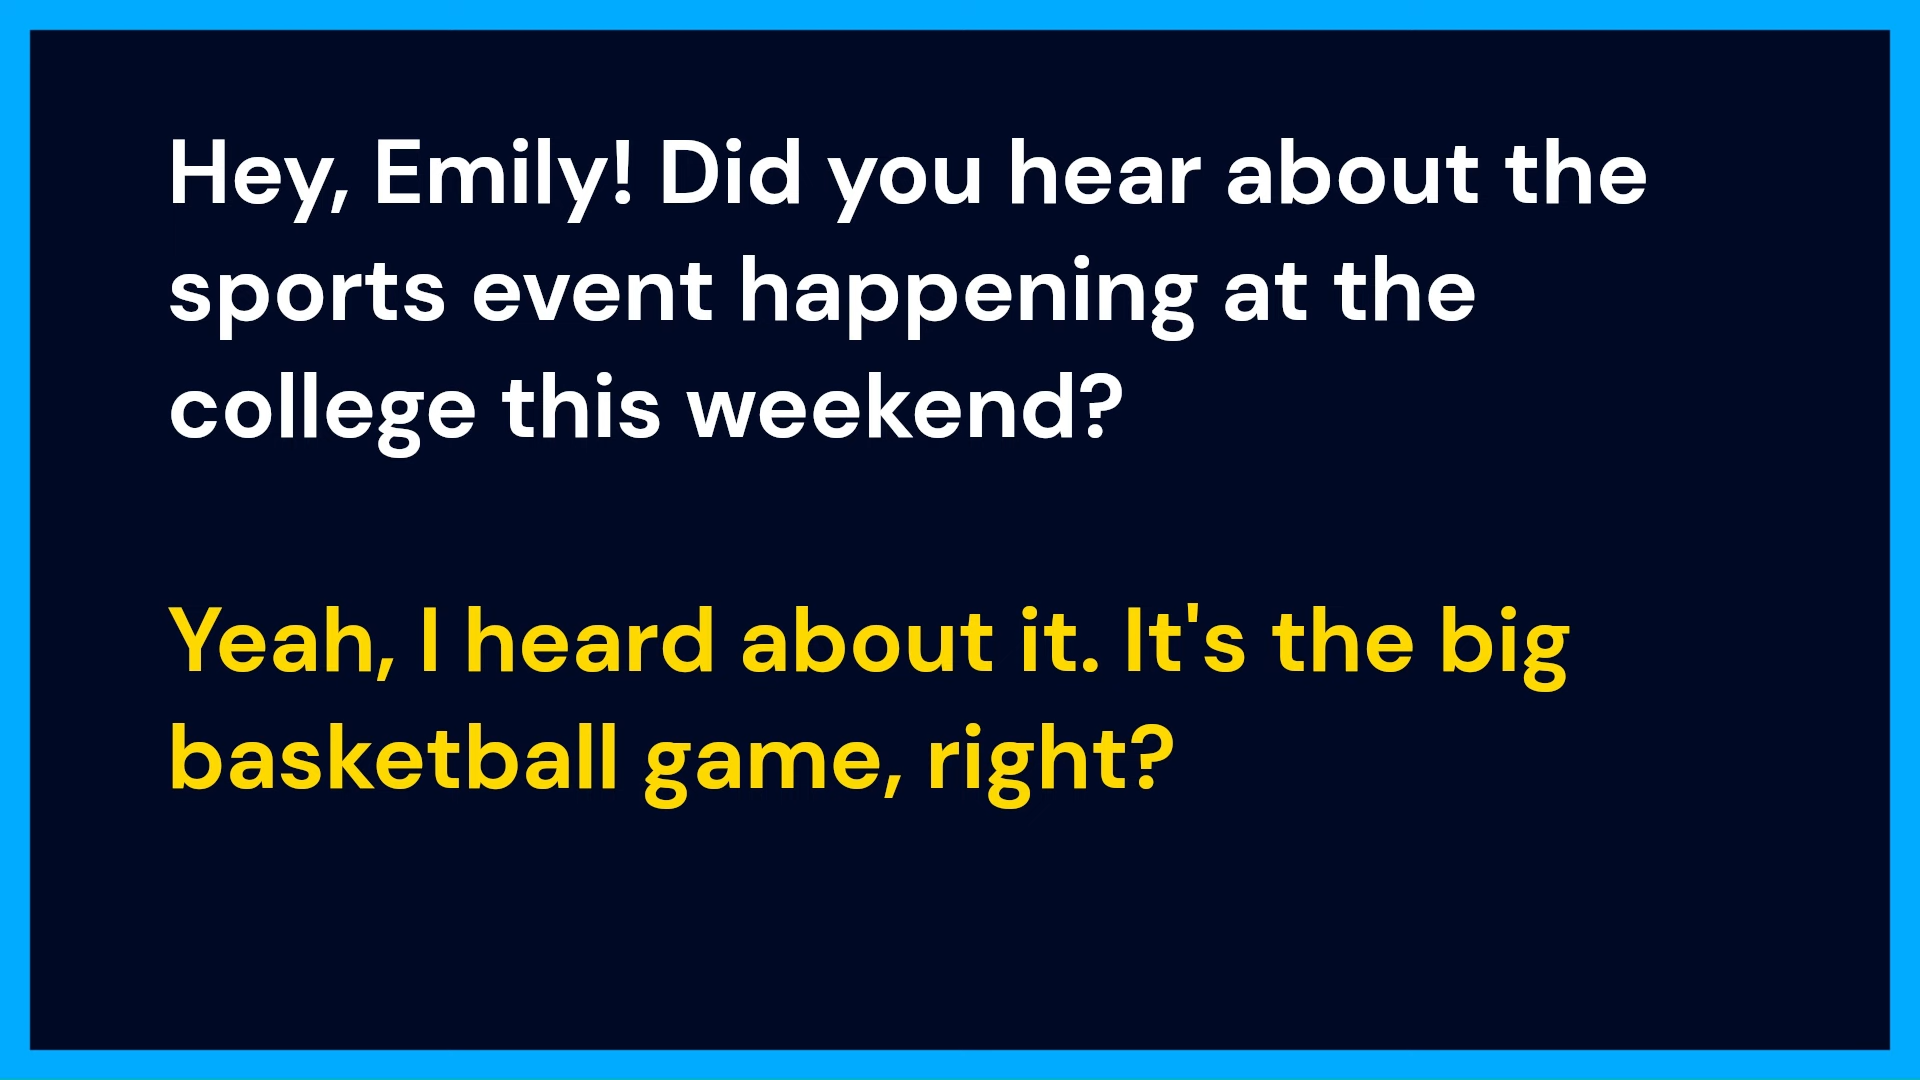 Hey, Emily! Did you hear about the
sports event happening at the
college this weekend?
Yeah, I heard about it. It's the big
basketball game, right?